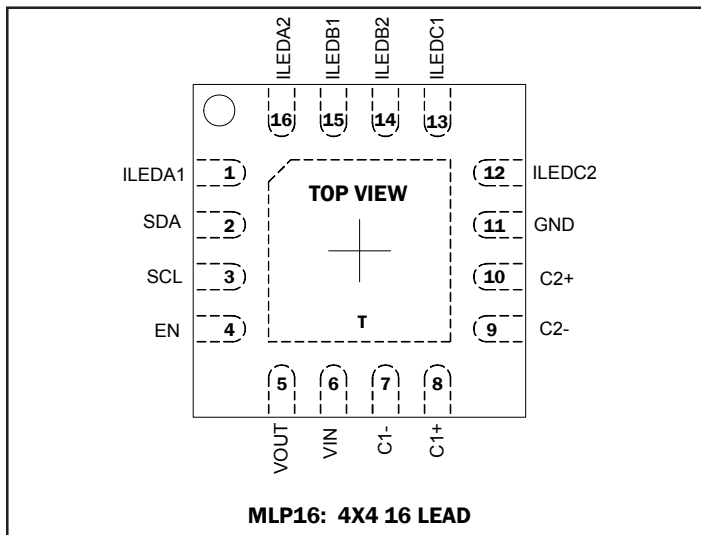 ILEDA2
ILEDB1
ILEDB2
ILEDC1
16
15
14
13
ILEDA1 1
12 ILEDC2
TOP VIEW
SDA 2
11 GND
SCL 3
10 C2+
EN 4
T
9 C2-
5
6
7
8
VOUT
VIN
C1-
C1+
MLP16: 4X4 16 LEAD